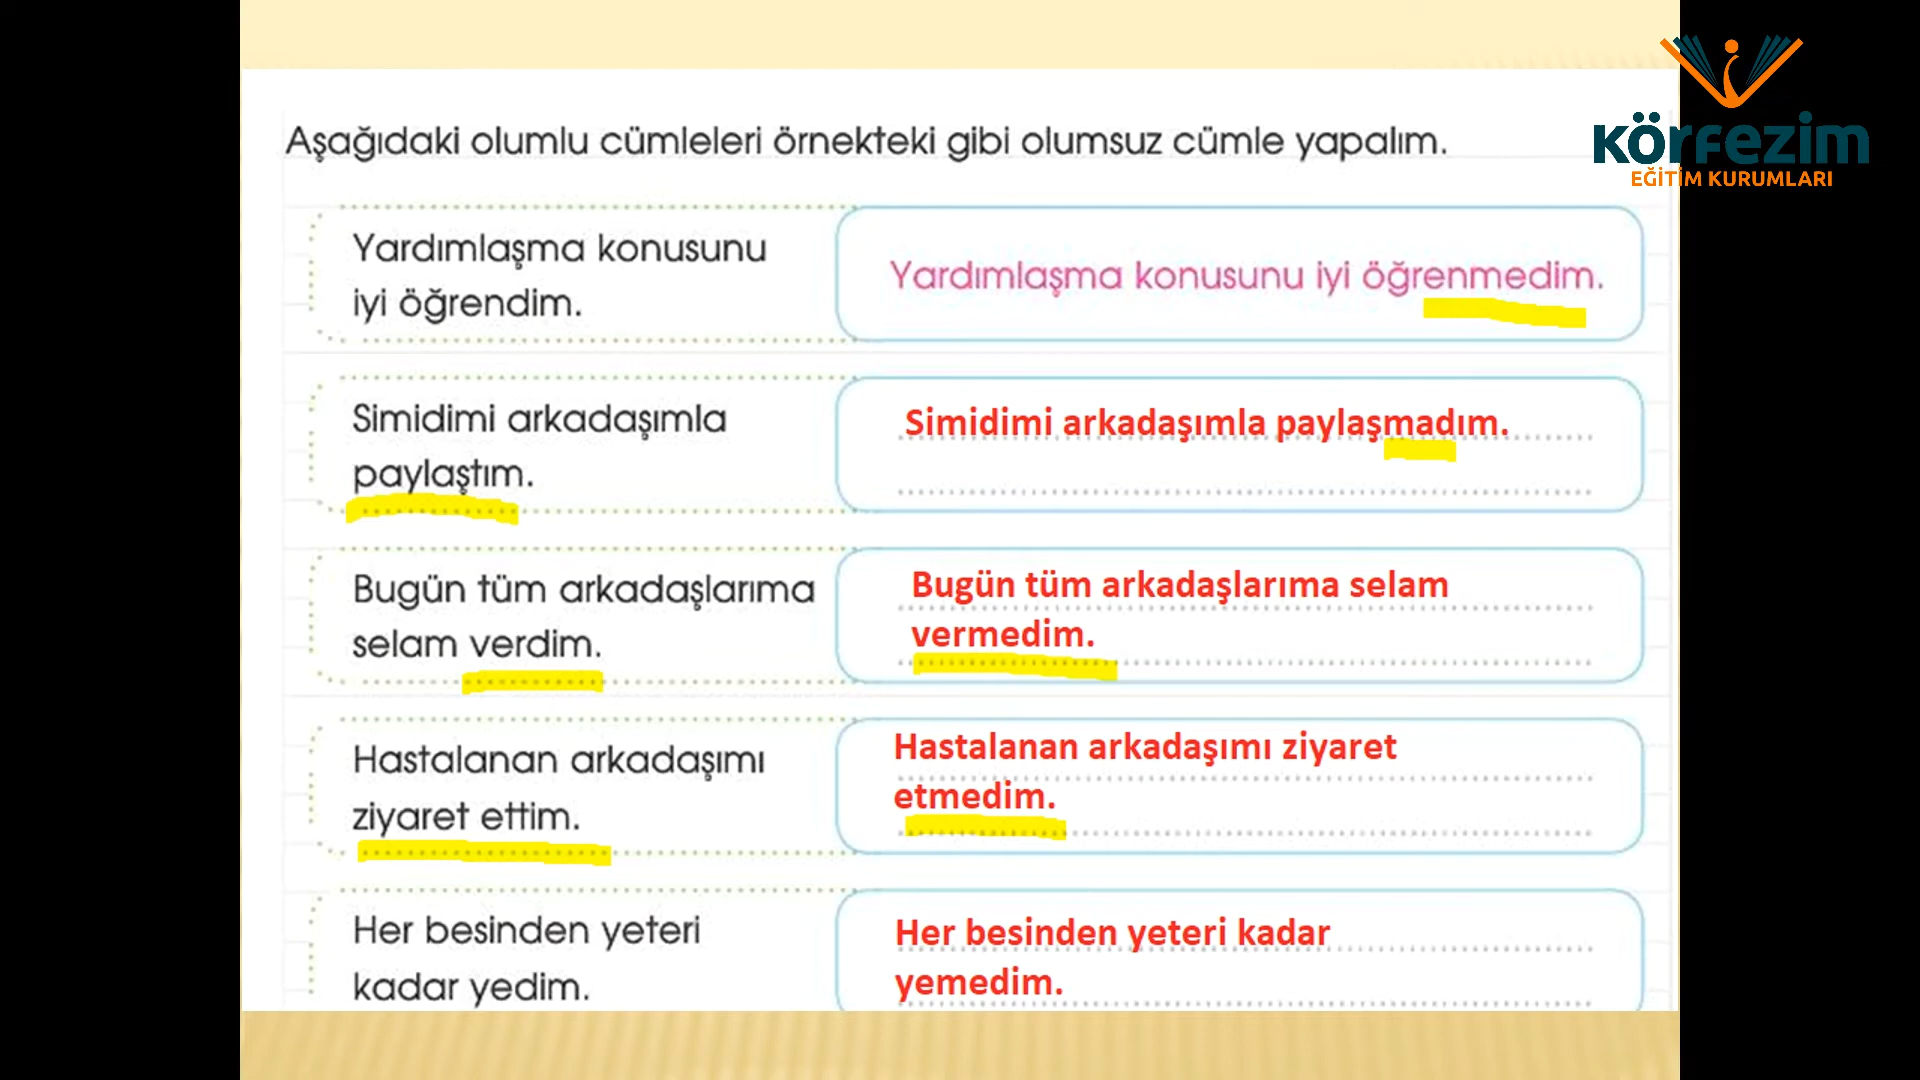 körfezim
EĞİTİM KURUMLARI
Aşağıdaki olumlu cümleleri örnekteki gibi olumsuz cümle yapalım.
Yardımlaşma konusunu
iyi öğrendim.
Yardımlaşma konusunu iyi öğrenmedim.
Simidimi arkadaşımla
paylaştım.
Simidimi arkadaşımla paylaşmadım.
Bugün tüm arkadaşlarıma
selam verdim.
Bugün tüm arkadaşlarıma selam
vermedim.
Hastalanan arkadaşımı
ziyaret ettim.
Hastalanan arkadaşımı ziyaret
etmedim.
Her besinden yeteri
kadar yedim.
Her besinden yeteri kadar
yemedim.